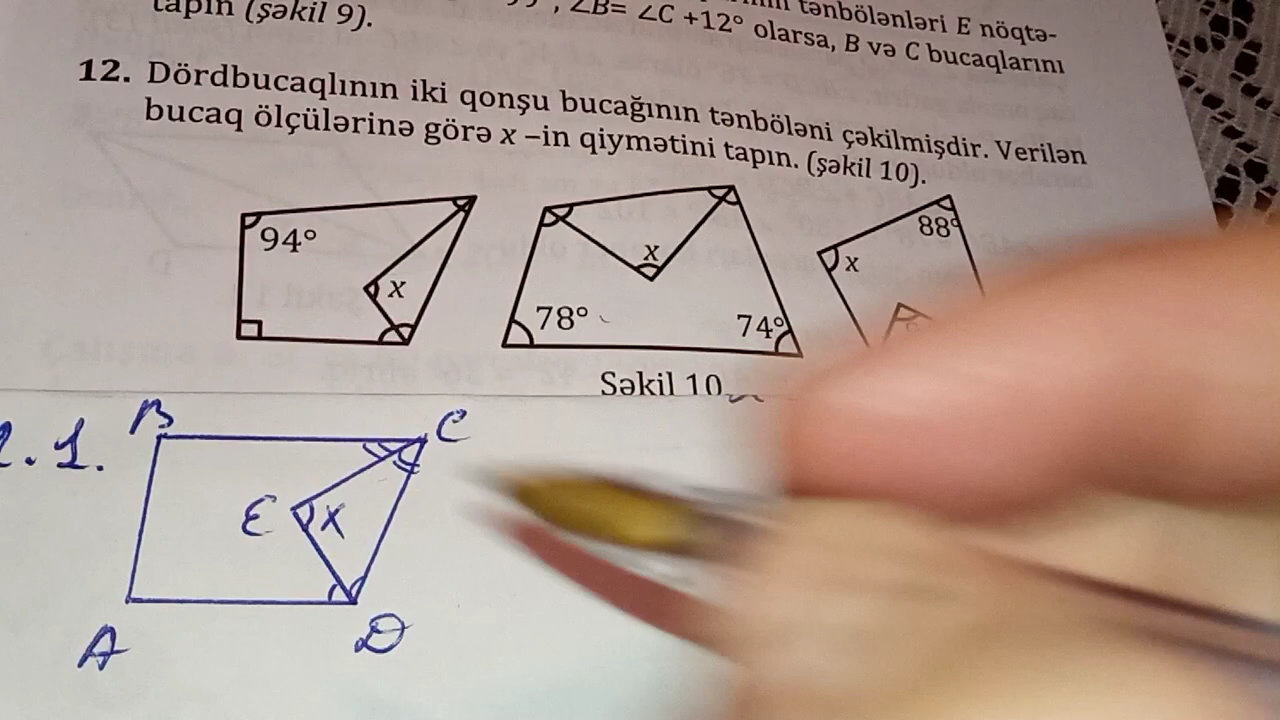 tapın (şəkil 9).
, ∠B= ∠C +12° olarsa, B və C bucaqlarını
tənbölənləri E nöqtə-
12. Dördbucaqlının iki qonşu bucağının tənböləni çəkilmişdir. Verilən
bucaq ölçülərinə görə x –in qiymətini tapın. (şəkil 10).
94°
x
x
78°
74°
88°
x
Səkil 10
.1.
B
C
E
x
A
D